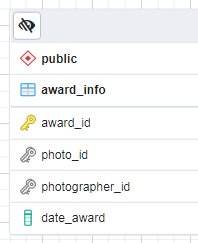 public
award_info
award_id
photo_id
photographer_id
date_award